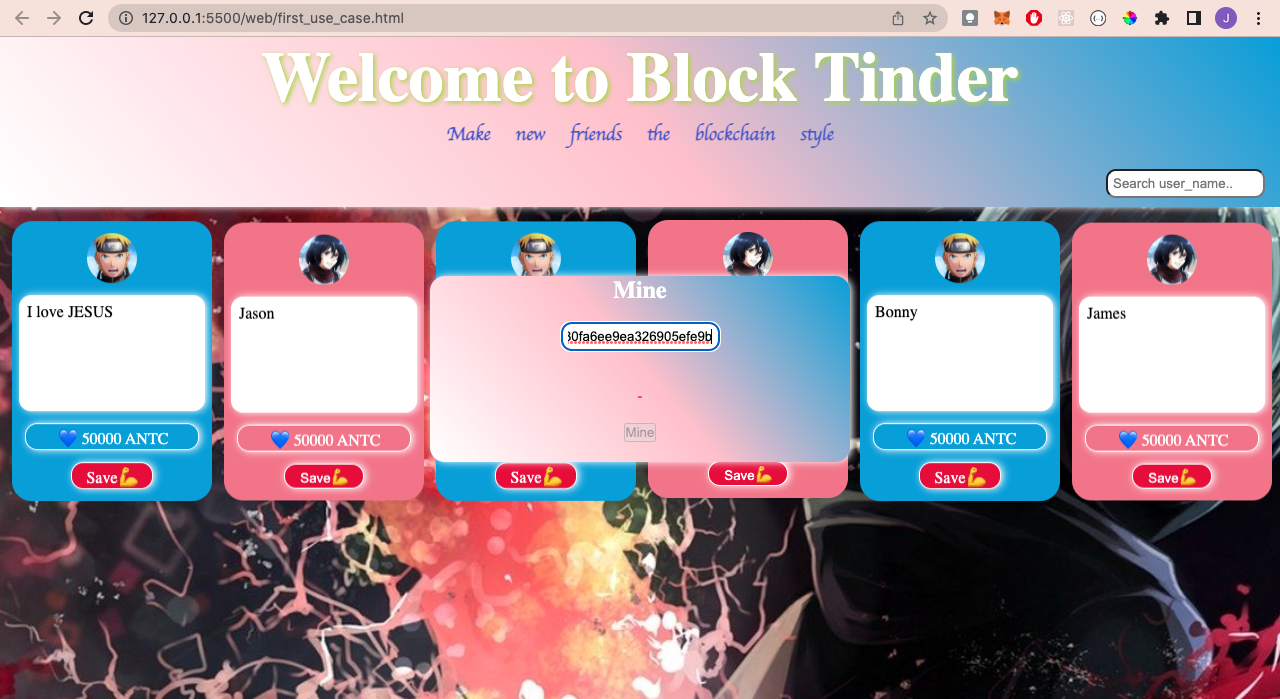 127.0.0.1:5500/web/first_use_case.html
J
Welcome to Block Tinder
Make new friends the blockchain style
Search user_name..
I love JESUS
Jason
Bonny
James
Mine
30fa6ee9ea326905efe9b
-
Mine
💙 50000 ANTC
💙 50000 ANTC
💙 50000 ANTC
💙 50000 ANTC
Save💪
Save💪
Save💪
Save💪
Save💪
Save💪